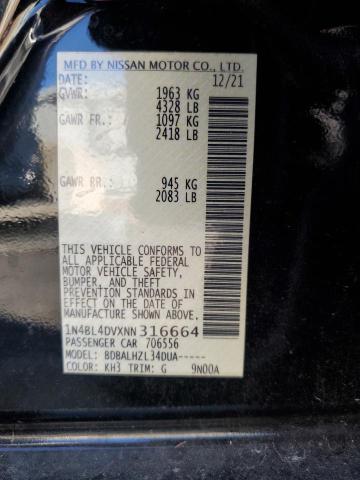 MFD BY NISSAN MOTOR CO., LTD.
DATE: 12/21
GVWR: 1963 KG
4328 LB
GAWR FR.: 1097 KG
2418 LB
GAWR RR.: 945 KG
2083 LB
THIS VEHICLE CONFORMS TO
ALL APPLICABLE FEDERAL
MOTOR VEHICLE SAFETY,
BUMPER, AND THEFT
PREVENTION STANDARDS IN
EFFECT ON THE DATE OF
MANUFACTURE SHOWN ABOVE.
1N4BL4DVXNN316664
PASSENGER CAR 706556
MODEL: BDBALHZL34DUA-----
COLOR: KH3 TRIM: G 9N00A